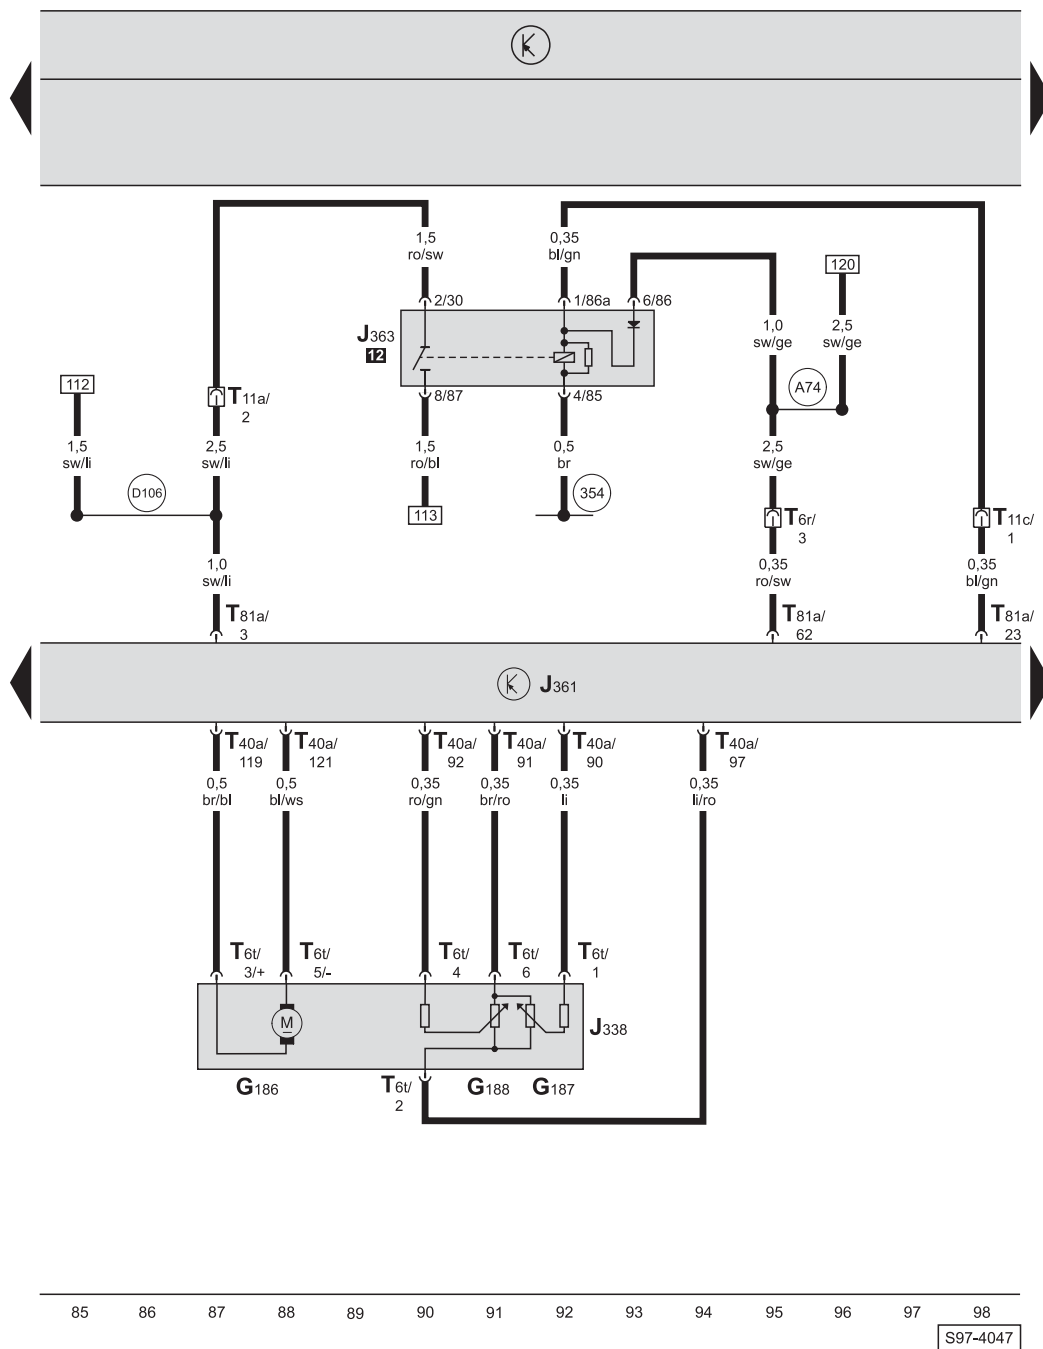 1,5
ro/sw
0,35
bl/gn
120
2/30
1/86a
6/86
J363
12
1,0
sw/ge
2,5
sw/ge
112
T11a/
2
8/87
4/85
A74
1,5
sw/li
2,5
sw/li
1,5
ro/bl
0,5
br
2,5
sw/ge
D106
354
113
T6r/
3
T11c/
1
1,0
sw/li
0,35
ro/sw
0,35
bl/gn
T81a/
3
T81a/
62
T81a/
23
J361
T40a/
119
T40a/
121
T40a/
92
T40a/
91
T40a/
90
T40a/
97
0,5
br/bl
0,5
bl/ws
0,35
ro/gn
0,35
br/ro
0,35
li
0,35
li/ro
T6t/
3/+
T6t/
5/-
T6t/
4
T6t/
6
T6t/
1
M
J338
G186
T6t/
2
G188
G187
85 86 87 88 89 90 91 92 93 94 95 96 97 98
S97-4047